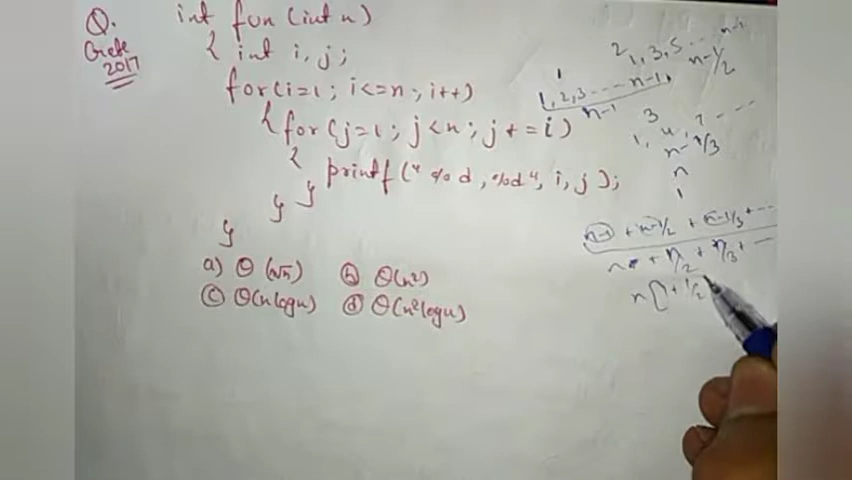 Q. int fun (int n)
Gate 2017
{ int i, j;
for(i=1; i<=n; i++)
{ for(j=1; j<n; j+=i)
{
printf("%d, %d", i, j);
}
}
}
a) Θ(√n) (b) Θ(n²)
(c) Θ(n log n) (d) Θ(n² log n)
1
1, 2, 3 ---- n-1,
n-1
2
1, 3, 5 --- n-1
n-1/2
3
1, 4, 7 ---
n-1/3
n
1
n-1 + n-1/2 + n-1/3 + ---
n + n/2 + n/3 + ---
n[1 + 1/2